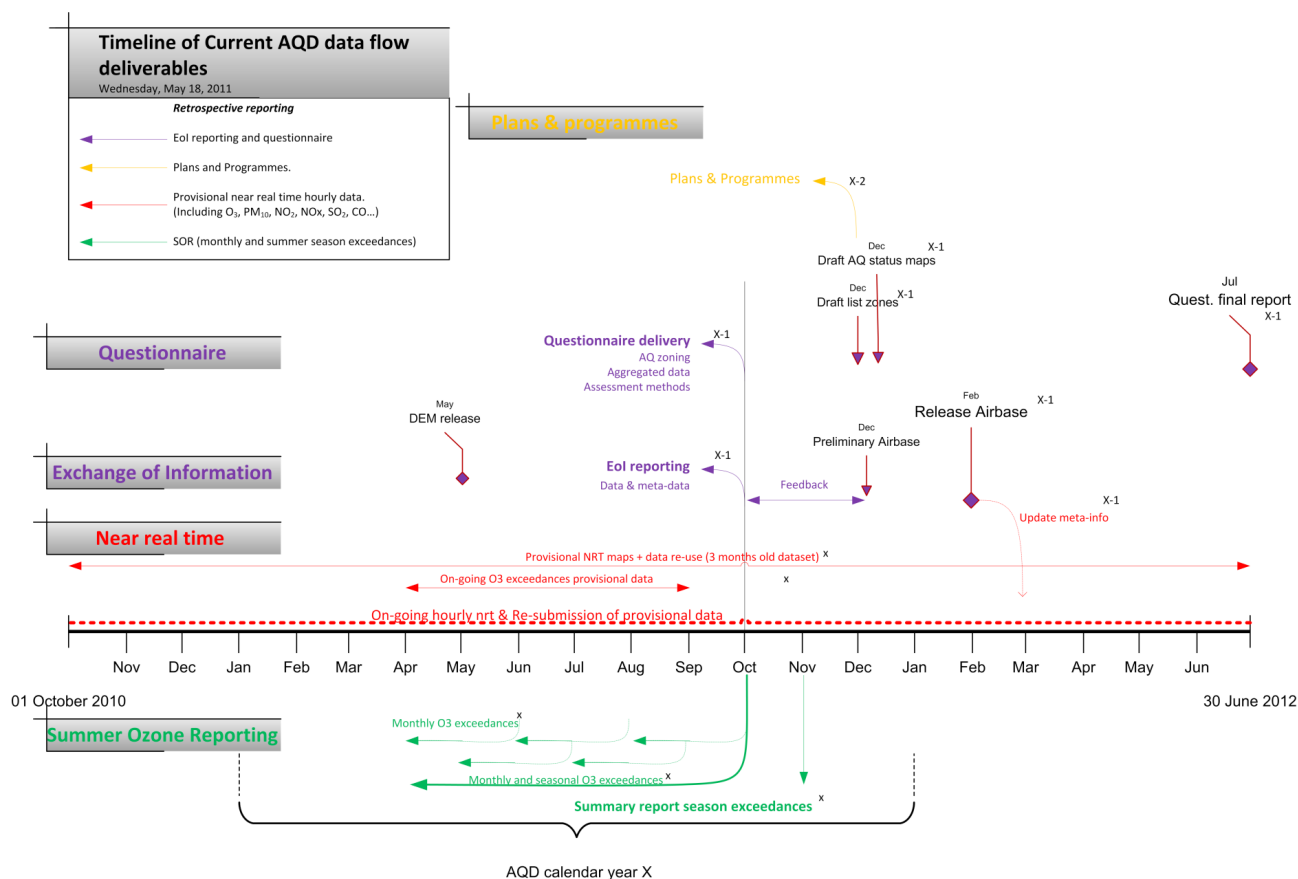 Timeline of Current AQD data flow
deliverables
Wednesday, May 18, 2011
Retrospective reporting
EoI reporting and questionnaire
Plans and Programmes.
Provisional near real time hourly data.
(Including O₃, PM₁₀, NO₂, NOx, SO₂, CO...)
SOR (monthly and summer season exceedances)
Plans & programmes
Plans & Programmes
X-2
Dec
X-1
Draft AQ status maps
Dec
X-1
Draft list zones
Jul
Quest. final report
X-1
Questionnaire
Questionnaire delivery
X-1
AQ zoning
Aggregated data
Assessment methods
May
DEM release
Feb
Release Airbase
X-1
Dec
Preliminary Airbase
Exchange of Information
EoI reporting
X-1
Data & meta-data
Feedback
X-1
Update meta-info
Near real time
Provisional NRT maps + data re-use (3 months old dataset) x
On-going O3 exceedances provisional data
x
On-going hourly nrt & Re-submission of provisional data
Nov Dec Jan Feb Mar Apr May Jun Jul Aug Sep Oct Nov Dec Jan Feb Mar Apr May Jun
01 October 2010
30 June 2012
Summer Ozone Reporting
Monthly O3 exceedances x
Monthly and seasonal O3 exceedances x
Summary report season exceedances x
AQD calendar year X